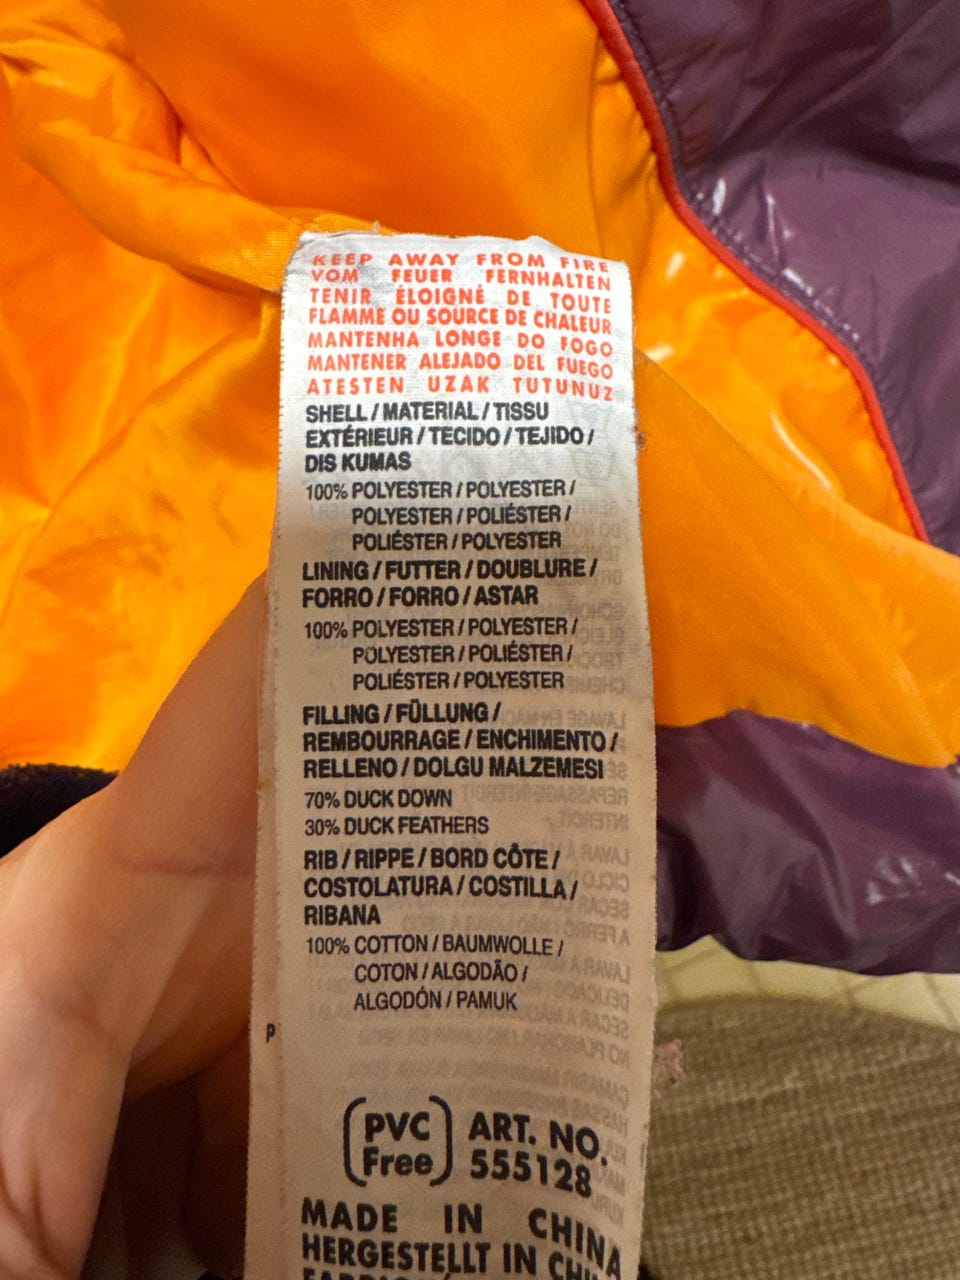 KEEP AWAY FROM FIRE
VOM FEUER FERNHALTEN
TENIR ÉLOIGNÉ DE TOUTE
FLAMME OU SOURCE DE CHALEUR
MANTENHA LONGE DO FOGO
MANTENER ALEJADO DEL FUEGO
ATESTEN UZAK TUTUNUZ
SHELL / MATERIAL / TISSU
EXTÉRIEUR / TECIDO / TEJIDO /
DIS KUMAS
100% POLYESTER / POLYESTER /
POLYESTER / POLIÉSTER /
POLIÉSTER / POLYESTER
LINING / FUTTER / DOUBLURE /
FORRO / FORRO / ASTAR
100% POLYESTER / POLYESTER /
POLYESTER / POLIÉSTER /
POLIÉSTER / POLYESTER
FILLING / FÜLLUNG /
REMBOURRAGE / ENCHIMENTO /
RELLENO / DOLGU MALZEMESI
70% DUCK DOWN
30% DUCK FEATHERS
RIB / RIPPE / BORD CÔTE /
COSTOLATURA / COSTILLA /
RIBANA
100% COTTON / BAUMWOLLE /
COTON / ALGODÃO /
ALGODÓN / PAMUK
P
PVC Free
ART. NO.
555128
MADE IN CHINA
HERGESTELLT IN